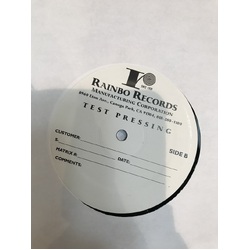 RAINBO RECORDS
MANUFACTURING CORPORATION
TEST PRESSING
CUSTOMER:
SIDE B
MATRIX #:
DATE:
COMMENTS: